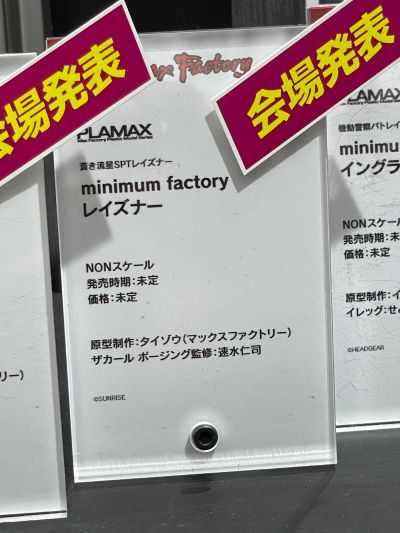 会場発表
会場発表
Max Factory
PLAMAX
Max Factory Plastic Model Series
蒼き流星SPTレイズナー
minimum factory
レイズナー
NONスケール
発売時期:未定
価格:未定
原型制作:タイゾウ(マックスファクトリー)
ザカール ポージング監修:速水仁司
©SUNRISE
リー)
PLAMAX
機動警察パトレイ
minimu
イングラ
NONスケ
発売時期:未
価格:未定
原型制作:イ
イレッグ:せ
©HEADGEAR